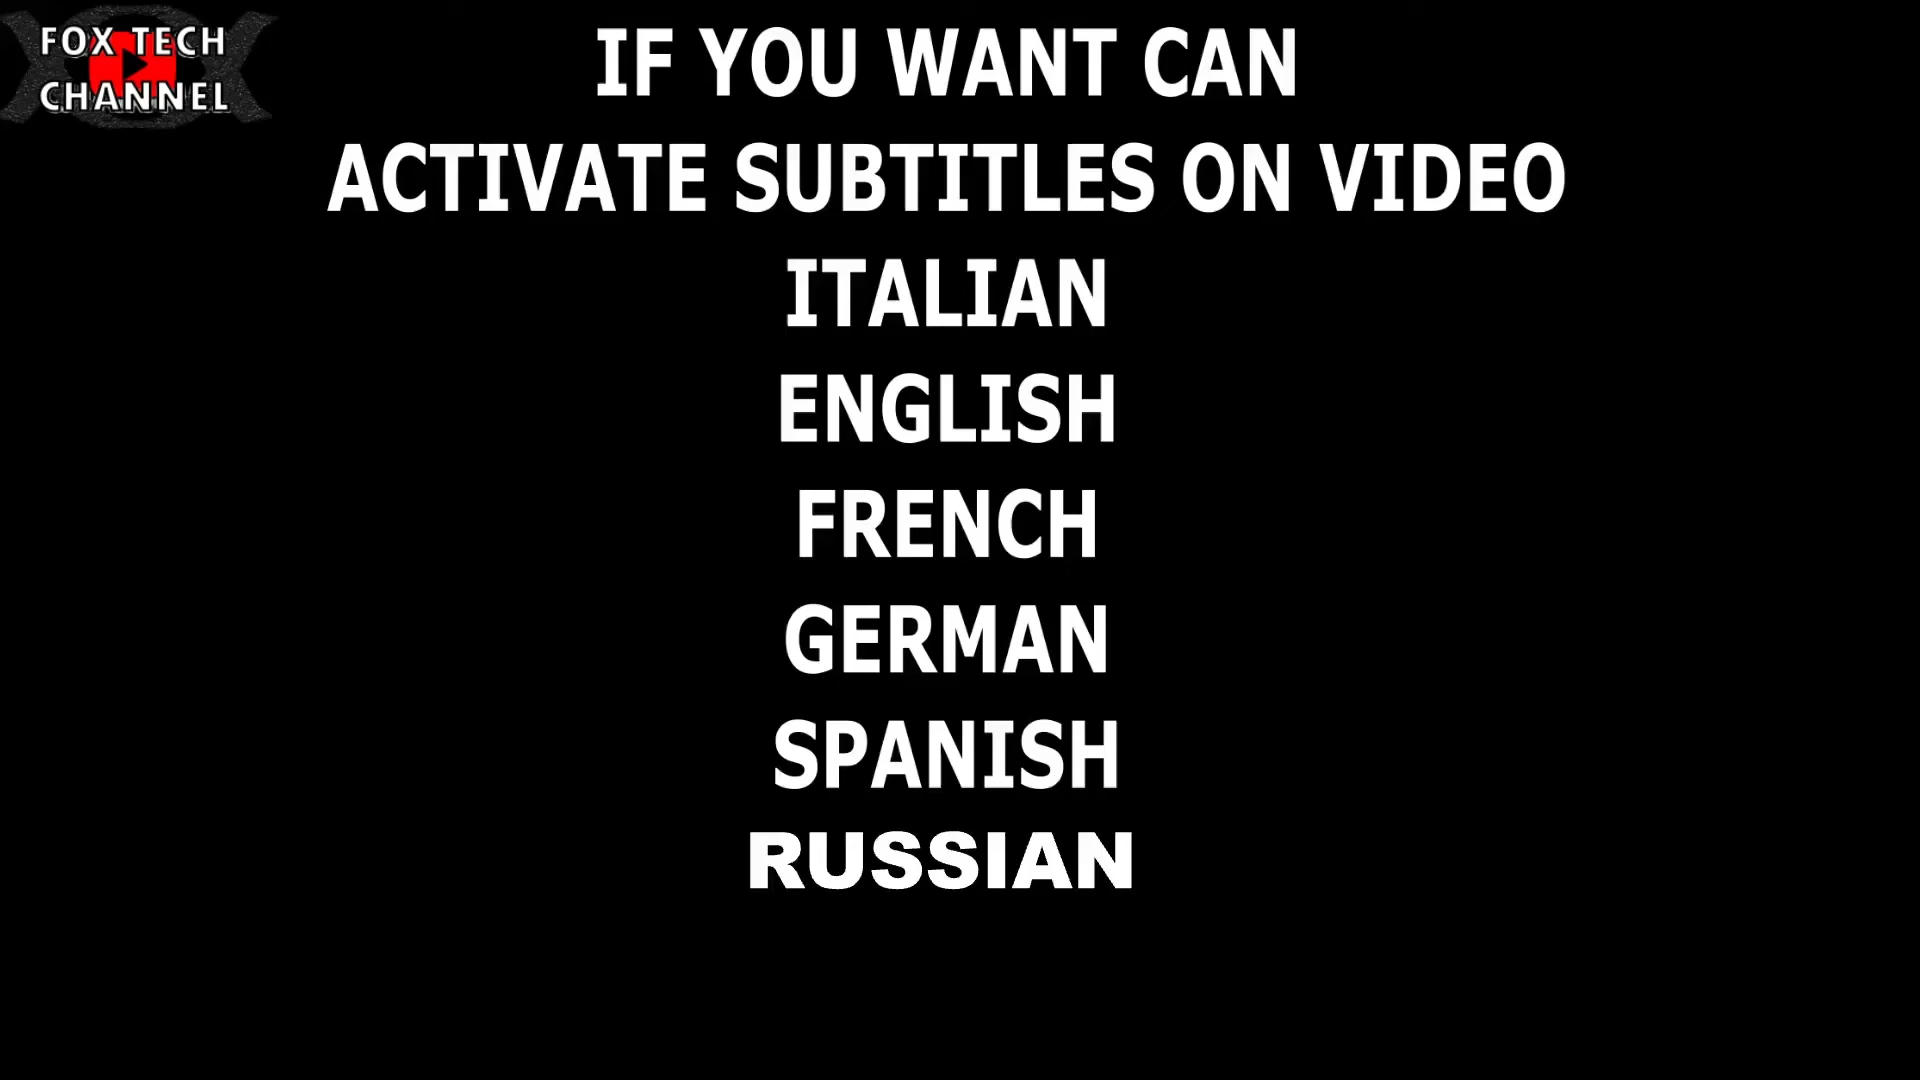 FOX TECH
CHANNEL
IF YOU WANT CAN
ACTIVATE SUBTITLES ON VIDEO
ITALIAN
ENGLISH
FRENCH
GERMAN
SPANISH
RUSSIAN